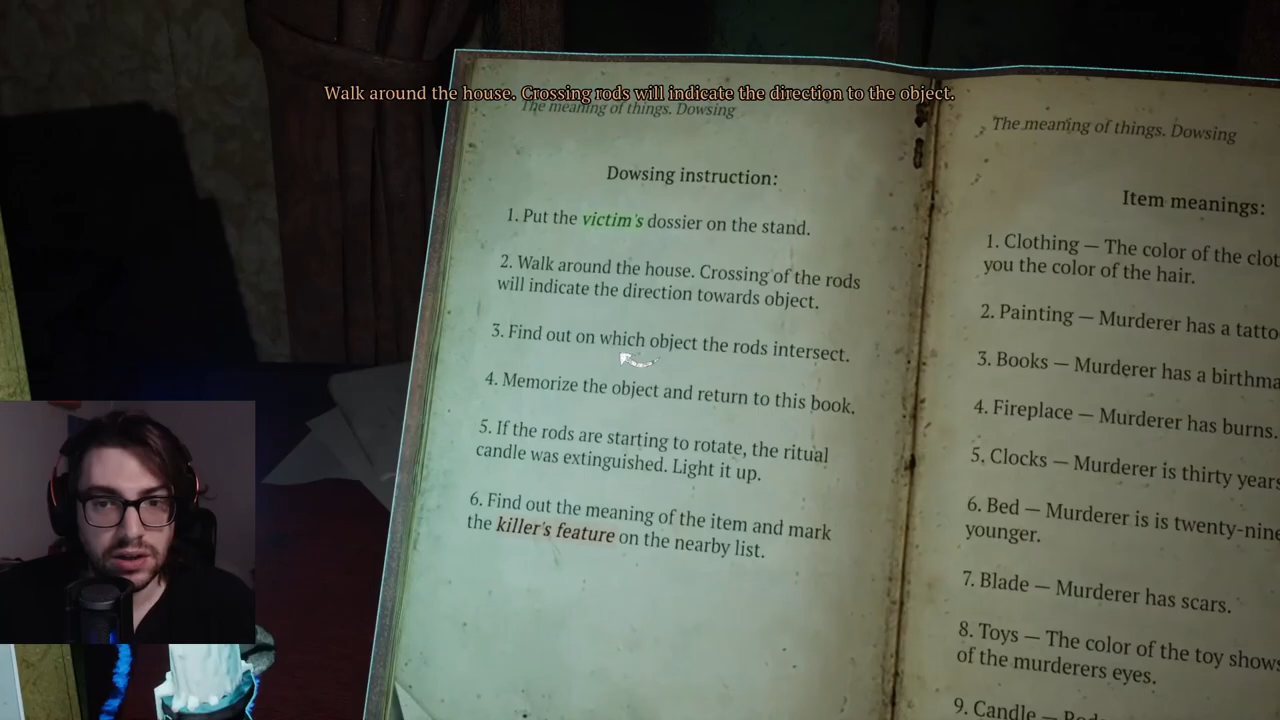 Walk around the house. Crossing rods will indicate the direction to the object.
The meaning of things. Dowsing
Dowsing instruction:
1. Put the victim's dossier on the stand.
2. Walk around the house. Crossing of the rods
will indicate the direction towards object.
3. Find out on which object the rods intersect.
4. Memorize the object and return to this book.
5. If the rods are starting to rotate, the ritual
candle was extinguished. Light it up.
6. Find out the meaning of the item and mark
the killer's feature on the nearby list.
The meaning of things. Dowsing
Item meanings:
1. Clothing — The color of the
you the color of the hair.
2. Painting — Murderer has a
3. Books — Murderer has a
4. Fireplace — Murderer has burns.
5. Clocks — Murderer is thirty
6. Bed — Murderer is is
younger.
7. Blade — Murderer has scars.
8. Toys — The color of the toy shows
of the murderers eyes.
9. Candle —